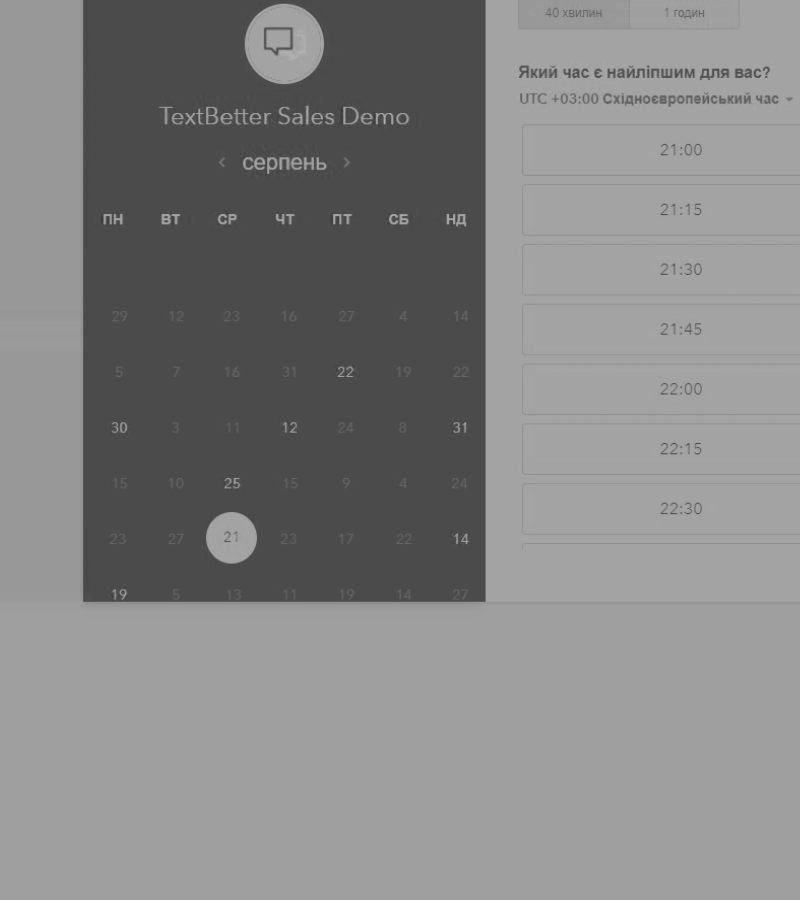 TextBetter Sales Demo
‹ серпень ›
ПН ВТ СР ЧТ ПТ СБ НД
29 12 23 16 27 4 14
5 7 16 31 22 19 22
30 3 11 12 24 8 31
15 10 25 15 9 4 24
23 27 21 23 17 22 14
19 5 13 11 19 14 27
40 хвилин 1 годин
Який час є найліпшим для вас?
UTC +03:00 Східноєвропейський час
21:00
21:15
21:30
21:45
22:00
22:15
22:30